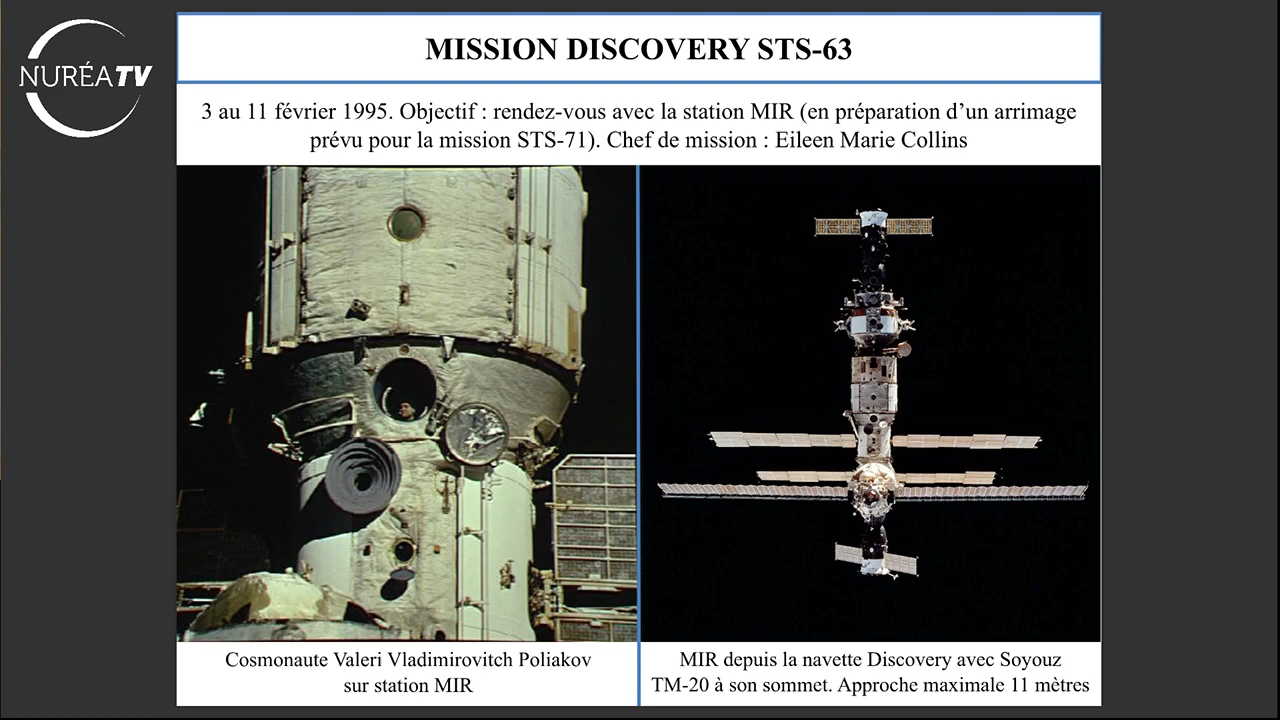 NURÉATV
MISSION DISCOVERY STS-63
3 au 11 février 1995. Objectif : rendez-vous avec la station MIR (en préparation d’un arrimage
prévu pour la mission STS-71). Chef de mission : Eileen Marie Collins
Cosmonaute Valeri Vladimirovitch Poliakov
sur station MIR
MIR depuis la navette Discovery avec Soyouz
TM-20 à son sommet. Approche maximale 11 mètres